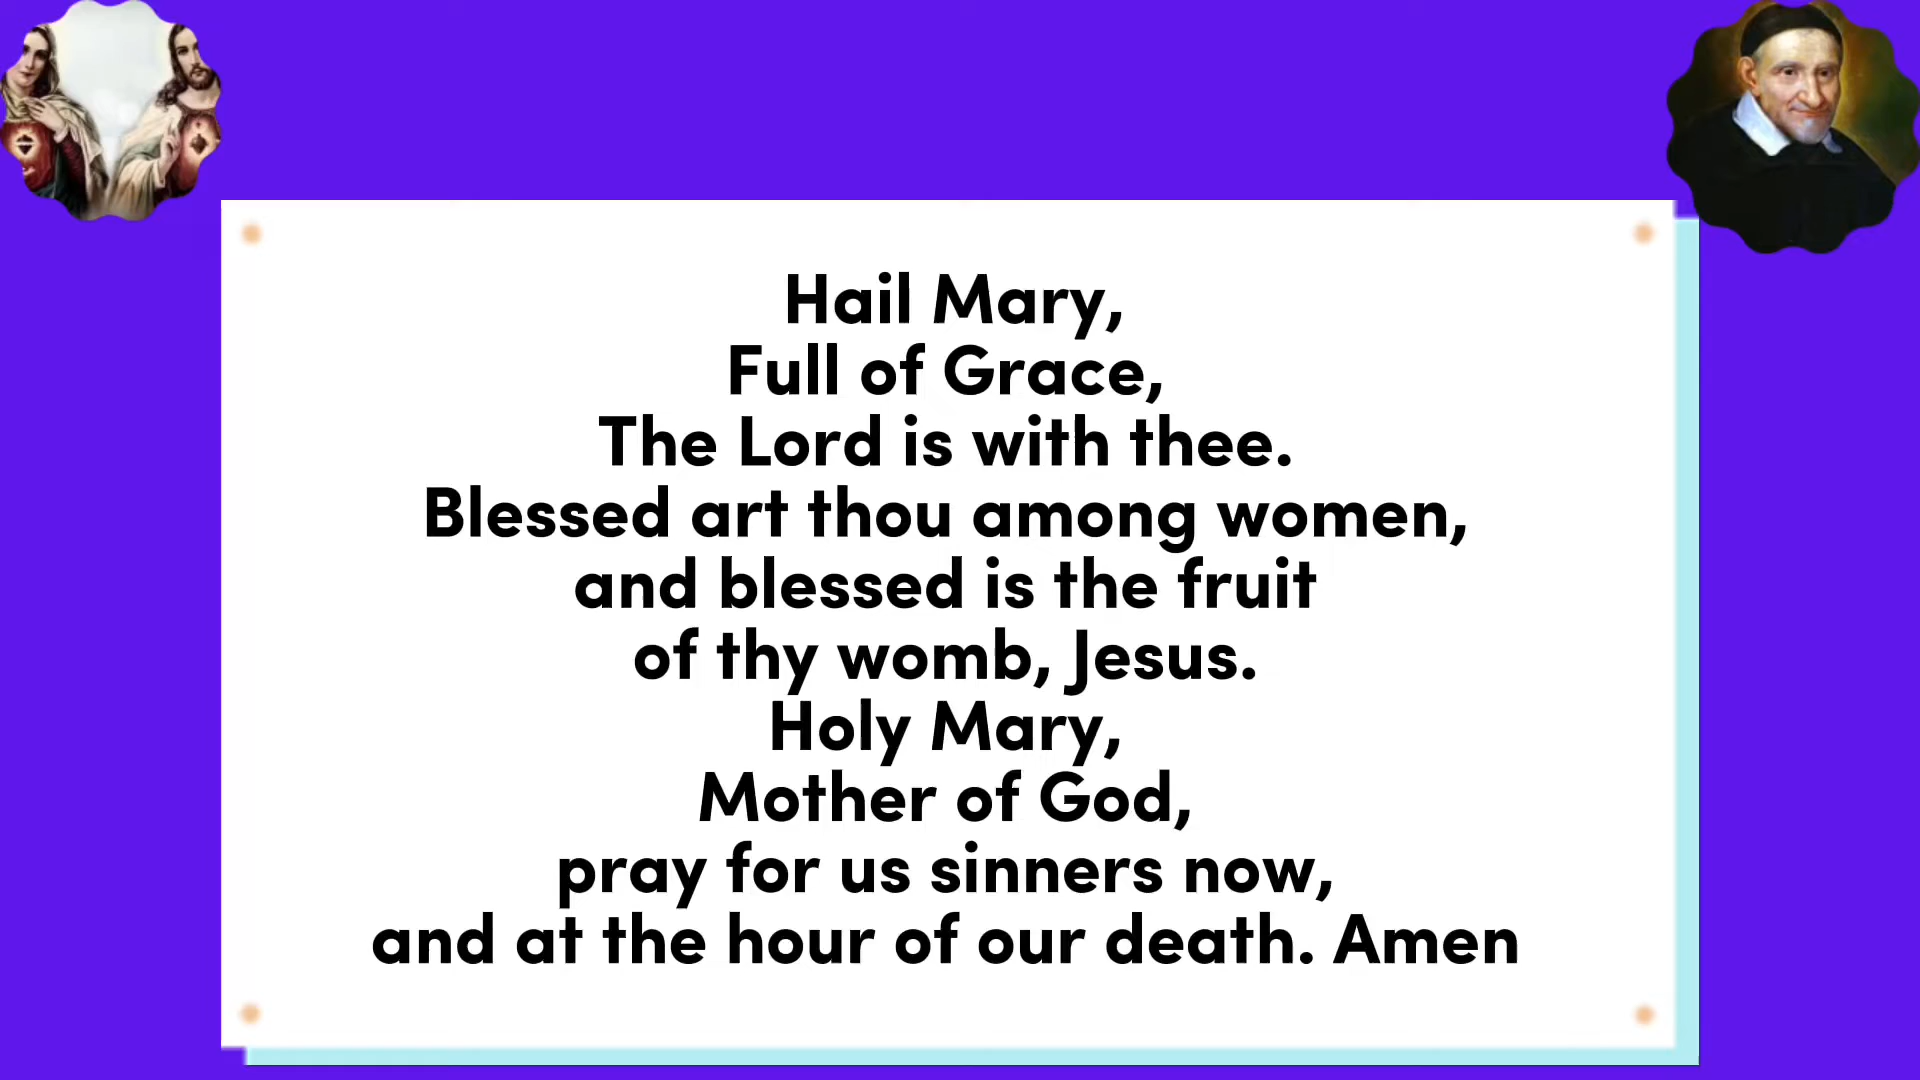 Hail Mary,
Full of Grace,
The Lord is with thee.
Blessed art thou among women,
and blessed is the fruit
of thy womb, Jesus.
Holy Mary,
Mother of God,
pray for us sinners now,
and at the hour of our death. Amen